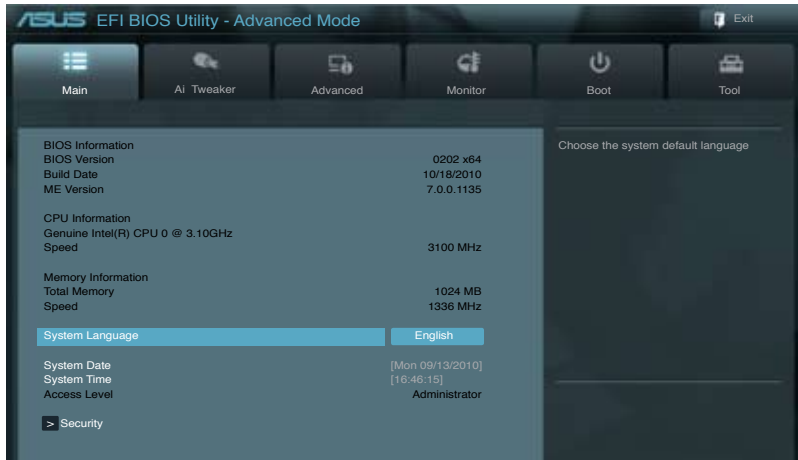 ASUS EFI BIOS Utility - Advanced Mode
Exit
Main
Ai Tweaker
Advanced
Monitor
Boot
Tool
BIOS Information
BIOS Version 0202 x64
Build Date 10/18/2010
ME Version 7.0.0.1135
CPU Information
Genuine Intel(R) CPU 0 @ 3.10GHz
Speed 3100 MHz
Memory Information
Total Memory 1024 MB
Speed 1336 MHz
System Language English
System Date [Mon 09/13/2010]
System Time [16:46:15]
Access Level Administrator
> Security
Choose the system default language